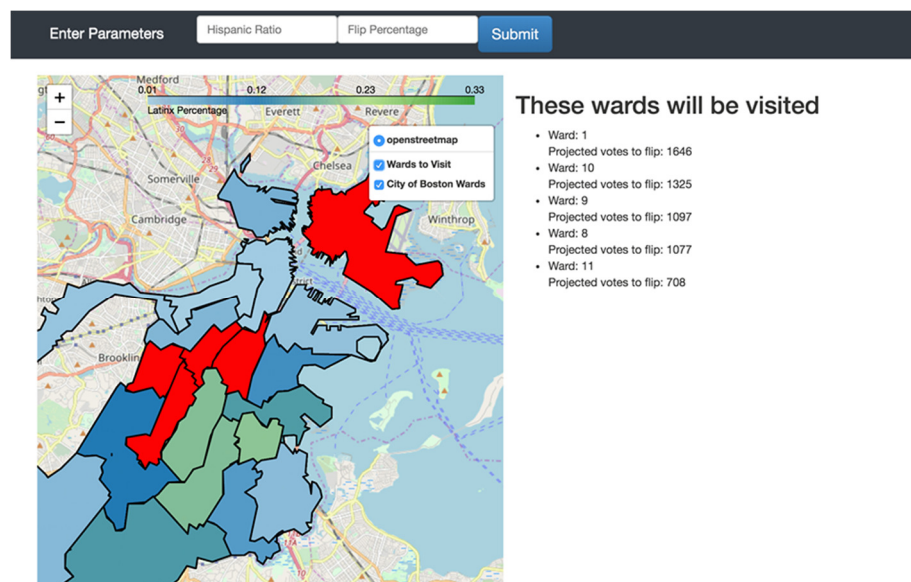 Enter Parameters
Hispanic Ratio
Flip Percentage
Submit
+
−
Medford
0.01 0.12 0.23 0.33
Latinx Percentage
Everett
Revere
openstreetmap
Wards to Visit
City of Boston Wards
Chelsea
Somerville
Cambridge
Winthrop
Brooklin
These wards will be visited
• Ward: 1
Projected votes to flip: 1646
• Ward: 10
Projected votes to flip: 1325
• Ward: 9
Projected votes to flip: 1097
• Ward: 8
Projected votes to flip: 1077
• Ward: 11
Projected votes to flip: 708